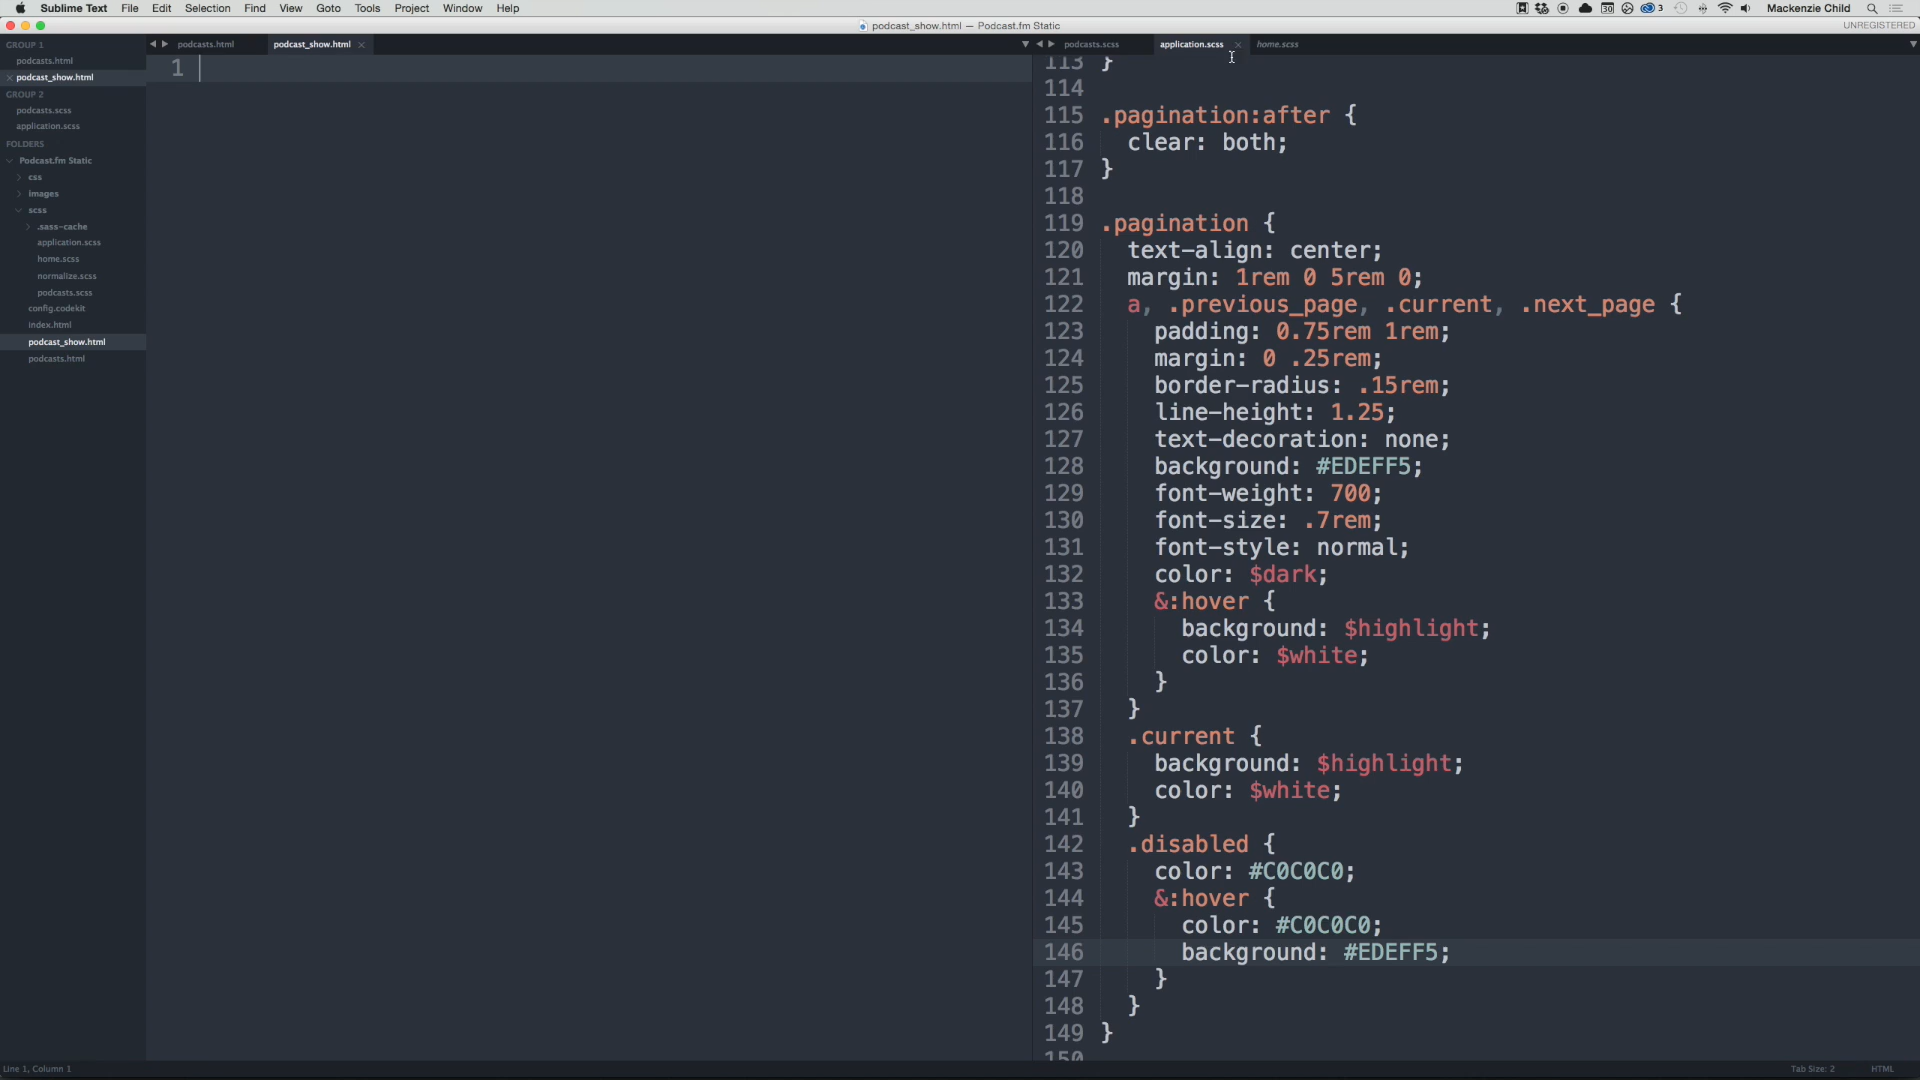 Sublime Text File Edit Selection Find View Goto Tools Project Window Help 3 Mackenzie Child
podcast_show.html — Podcast.fm Static UNREGISTERED
GROUP 1
podcasts.html
podcast_show.html
GROUP 2
podcasts.scss
application.scss
FOLDERS
Podcast.fm Static
css
images
scss
.sass-cache
application.scss
home.scss
normalize.scss
podcasts.scss
config.codekit
index.html
podcast_show.html
podcasts.html
podcasts.html podcast_show.html
1
podcasts.scss application.scss home.scss
113 }
114
115 .pagination:after {
116 clear: both;
117 }
118
119 .pagination {
120 text-align: center;
121 margin: 1rem 0 5rem 0;
122 a, .previous_page, .current, .next_page {
123 padding: 0.75rem 1rem;
124 margin: 0 .25rem;
125 border-radius: .15rem;
126 line-height: 1.25;
127 text-decoration: none;
128 background: #EDEFF5;
129 font-weight: 700;
130 font-size: .7rem;
131 font-style: normal;
132 color: $dark;
133 &:hover {
134 background: $highlight;
135 color: $white;
136 }
137 }
138 .current {
139 background: $highlight;
140 color: $white;
141 }
142 .disabled {
143 color: #C0C0C0;
144 &:hover {
145 color: #C0C0C0;
146 background: #EDEFF5;
147 }
148 }
149 }
150
Line 1, Column 1 Tab Size: 2 HTML